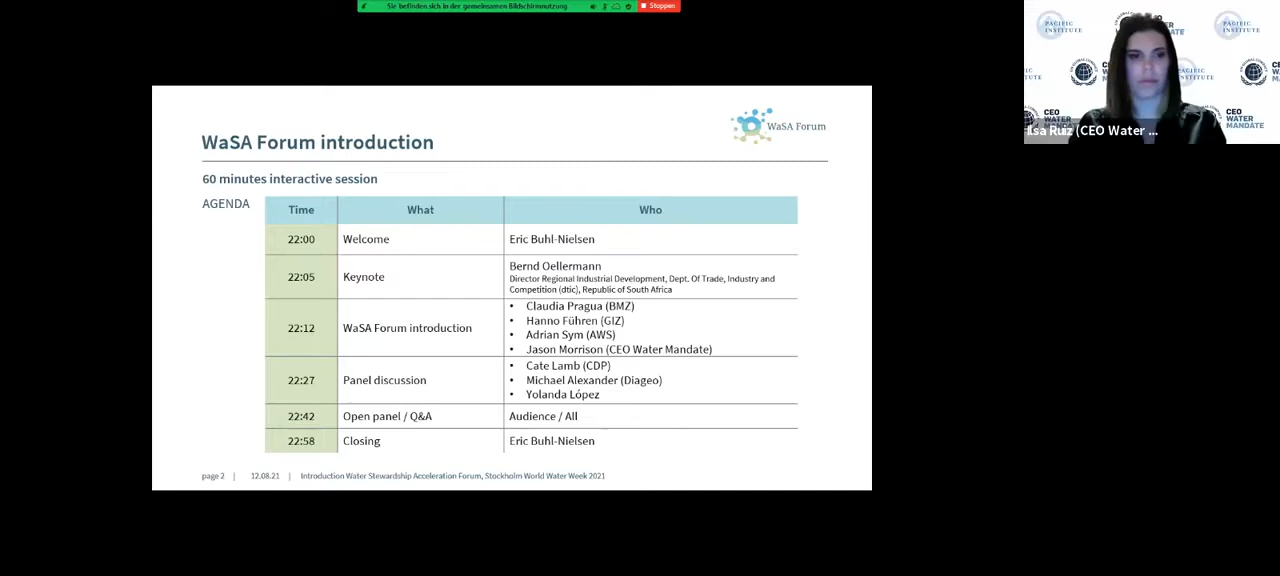 Sie befinden sich in der gemeinsamen Bildschirmnutzung
Stoppen
WaSA Forum introduction
WaSA Forum
60 minutes interactive session
AGENDA
Time What Who
22:00 Welcome Eric Buhl-Nielsen
22:05 Keynote Bernd Oellermann
Director Regional Industrial Development, Dept. Of Trade, Industry and
Competition (dtic), Republic of South Africa
22:12 WaSA Forum introduction
• Claudia Pragua (BMZ)
• Hanno Führen (GIZ)
• Adrian Sym (AWS)
• Jason Morrison (CEO Water Mandate)
22:27 Panel discussion
• Cate Lamb (CDP)
• Michael Alexander (Diageo)
• Yolanda López
22:42 Open panel / Q&A Audience / All
22:58 Closing Eric Buhl-Nielsen
page 2 | 12.08.21 | Introduction Water Stewardship Acceleration Forum, Stockholm World Water Week 2021
PACIFIC
INSTITUTE
PACIFIC
INSTITUTE
CEO
WATER
MANDATE
Ilsa Ruiz (CEO Water ...